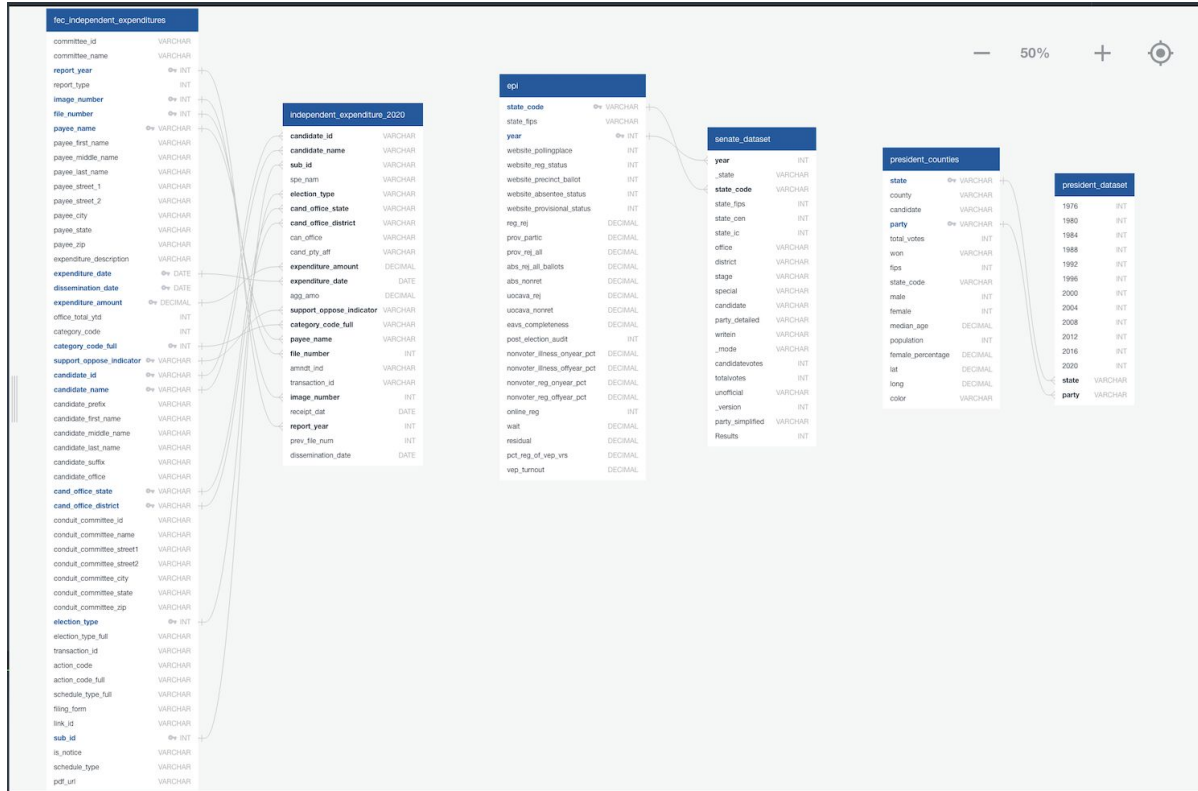 fec_independent_expenditures
committee_id VARCHAR
committee_name VARCHAR
report_year INT
report_type INT
image_number INT
file_number INT
payee_name VARCHAR
payee_first_name VARCHAR
payee_middle_name VARCHAR
payee_last_name VARCHAR
payee_street_1 VARCHAR
payee_street_2 VARCHAR
payee_city VARCHAR
payee_state VARCHAR
payee_zip VARCHAR
expenditure_description VARCHAR
expenditure_date DATE
dissemination_date DATE
expenditure_amount DECIMAL
office_total_ytd INT
category_code INT
category_code_full INT
support_oppose_indicator VARCHAR
candidate_id VARCHAR
candidate_name VARCHAR
candidate_prefix VARCHAR
candidate_first_name VARCHAR
candidate_middle_name VARCHAR
candidate_last_name VARCHAR
candidate_suffix VARCHAR
candidate_office VARCHAR
cand_office_state VARCHAR
cand_office_district VARCHAR
conduit_committee_id VARCHAR
conduit_committee_name VARCHAR
conduit_committee_street1 VARCHAR
conduit_committee_street2 VARCHAR
conduit_committee_city VARCHAR
conduit_committee_state VARCHAR
conduit_committee_zip VARCHAR
election_type INT
election_type_full VARCHAR
transaction_id VARCHAR
action_code VARCHAR
action_code_full VARCHAR
schedule_type_full VARCHAR
filing_form VARCHAR
link_id VARCHAR
sub_id INT
is_notice VARCHAR
schedule_type VARCHAR
pdf_url VARCHAR
independent_expenditure_2020
candidate_id VARCHAR
candidate_name VARCHAR
sub_id VARCHAR
spe_nam VARCHAR
election_type VARCHAR
cand_office_state VARCHAR
cand_office_district VARCHAR
can_office VARCHAR
cand_pty_aff VARCHAR
expenditure_amount DECIMAL
expenditure_date DATE
agg_amo DECIMAL
support_oppose_indicator VARCHAR
category_code_full VARCHAR
payee_name VARCHAR
file_number INT
amndt_ind VARCHAR
transaction_id VARCHAR
image_number INT
receipt_dat DATE
report_year INT
prev_file_num INT
dissemination_date DATE
epi
state_code VARCHAR
state_fips VARCHAR
year INT
website_pollingplace INT
website_reg_status INT
website_precinct_ballot INT
website_absentee_status INT
website_provisional_status INT
reg_rej DECIMAL
prov_partic DECIMAL
prov_rej_all DECIMAL
abs_rej_all_ballots DECIMAL
abs_nonret DECIMAL
uocava_rej DECIMAL
uocava_nonret DECIMAL
eavs_completeness DECIMAL
post_election_audit INT
nonvoter_illness_onyear_pct DECIMAL
nonvoter_illness_offyear_pct DECIMAL
nonvoter_reg_onyear_pct DECIMAL
nonvoter_reg_offyear_pct DECIMAL
online_reg INT
wait DECIMAL
residual DECIMAL
pct_reg_of_vep_vrs DECIMAL
vep_turnout DECIMAL
senate_dataset
year INT
_state VARCHAR
state_code VARCHAR
state_fips INT
state_cen INT
state_ic INT
office VARCHAR
district VARCHAR
stage VARCHAR
special VARCHAR
candidate VARCHAR
party_detailed VARCHAR
writein VARCHAR
_mode VARCHAR
candidatevotes INT
totalvotes INT
unofficial VARCHAR
_version INT
party_simplified VARCHAR
Results INT
president_counties
state VARCHAR
county VARCHAR
candidate VARCHAR
party VARCHAR
total_votes INT
won VARCHAR
fips INT
state_code VARCHAR
male INT
female INT
median_age DECIMAL
population INT
female_percentage DECIMAL
lat DECIMAL
long DECIMAL
color VARCHAR
president_dataset
1976 INT
1980 INT
1984 INT
1988 INT
1992 INT
1996 INT
2000 INT
2004 INT
2008 INT
2012 INT
2016 INT
2020 INT
state VARCHAR
party VARCHAR
50%